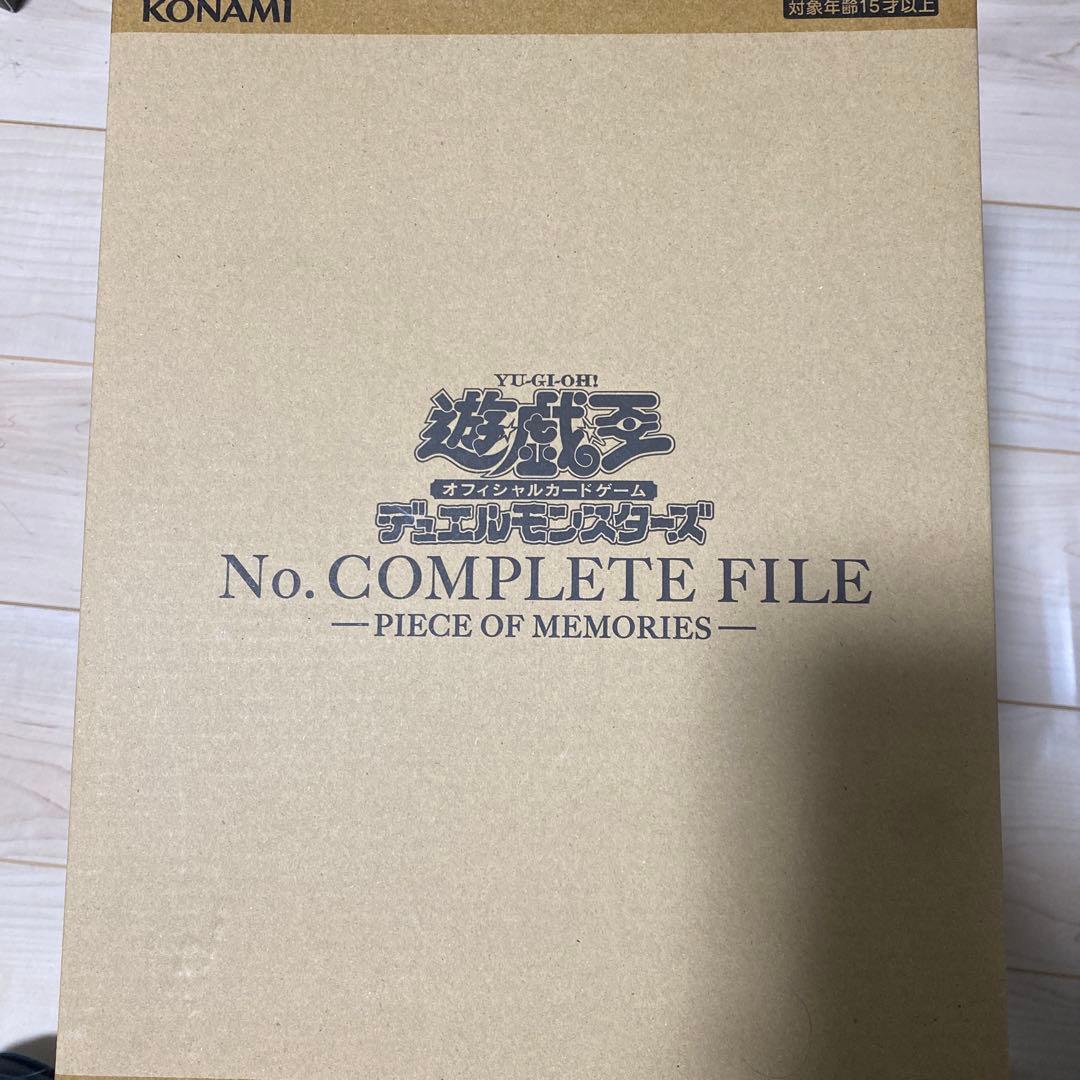 KONAMI
対象年齢15才以上
YU-GI-OH!
遊戯王
オフィシャルカードゲーム
デュエルモンスターズ
No. COMPLETE FILE
—PIECE OF MEMORIES—